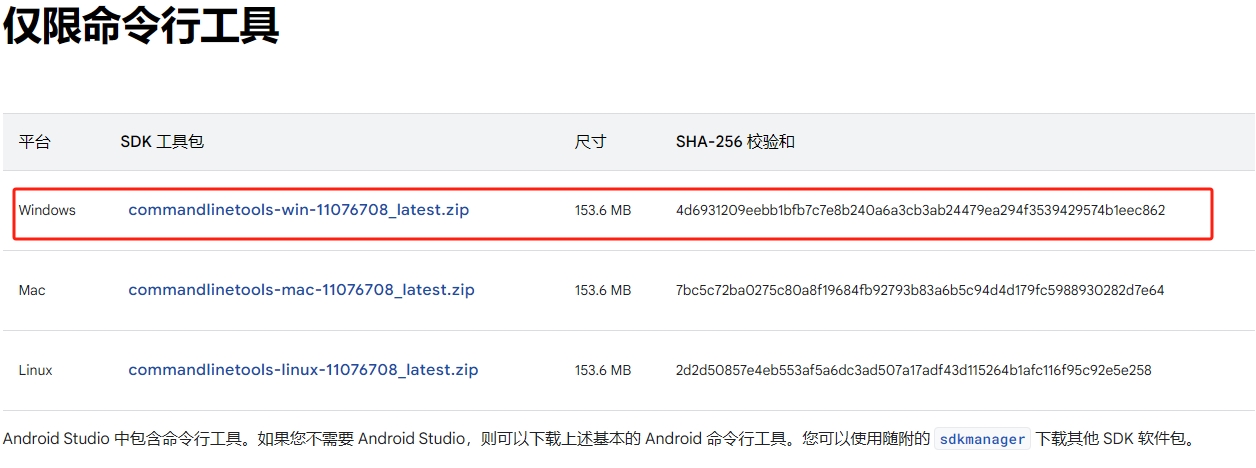 仅限命令行工具
平台 SDK 工具包 尺寸 SHA-256 校验和
Windows commandlinetools-win-11076708_latest.zip 153.6 MB 4d6931209eebb1bfb7c7e8b240a6a3cb3ab24479ea294f3539429574b1eec862
Mac commandlinetools-mac-11076708_latest.zip 153.6 MB 7bc5c72ba0275c80a8f19684fb92793b83a6b5c94d4d179fc5988930282d7e64
Linux commandlinetools-linux-11076708_latest.zip 153.6 MB 2d2d50857e4eb553af5a6dc3ad507a17adf43d115264b1afc116f95c92e5e258
Android Studio 中包含命令行工具。如果您不需要 Android Studio，则可以下载上述基本的 Android 命令行工具。您可以使用随附的 sdkmanager 下载其他 SDK 软件包。